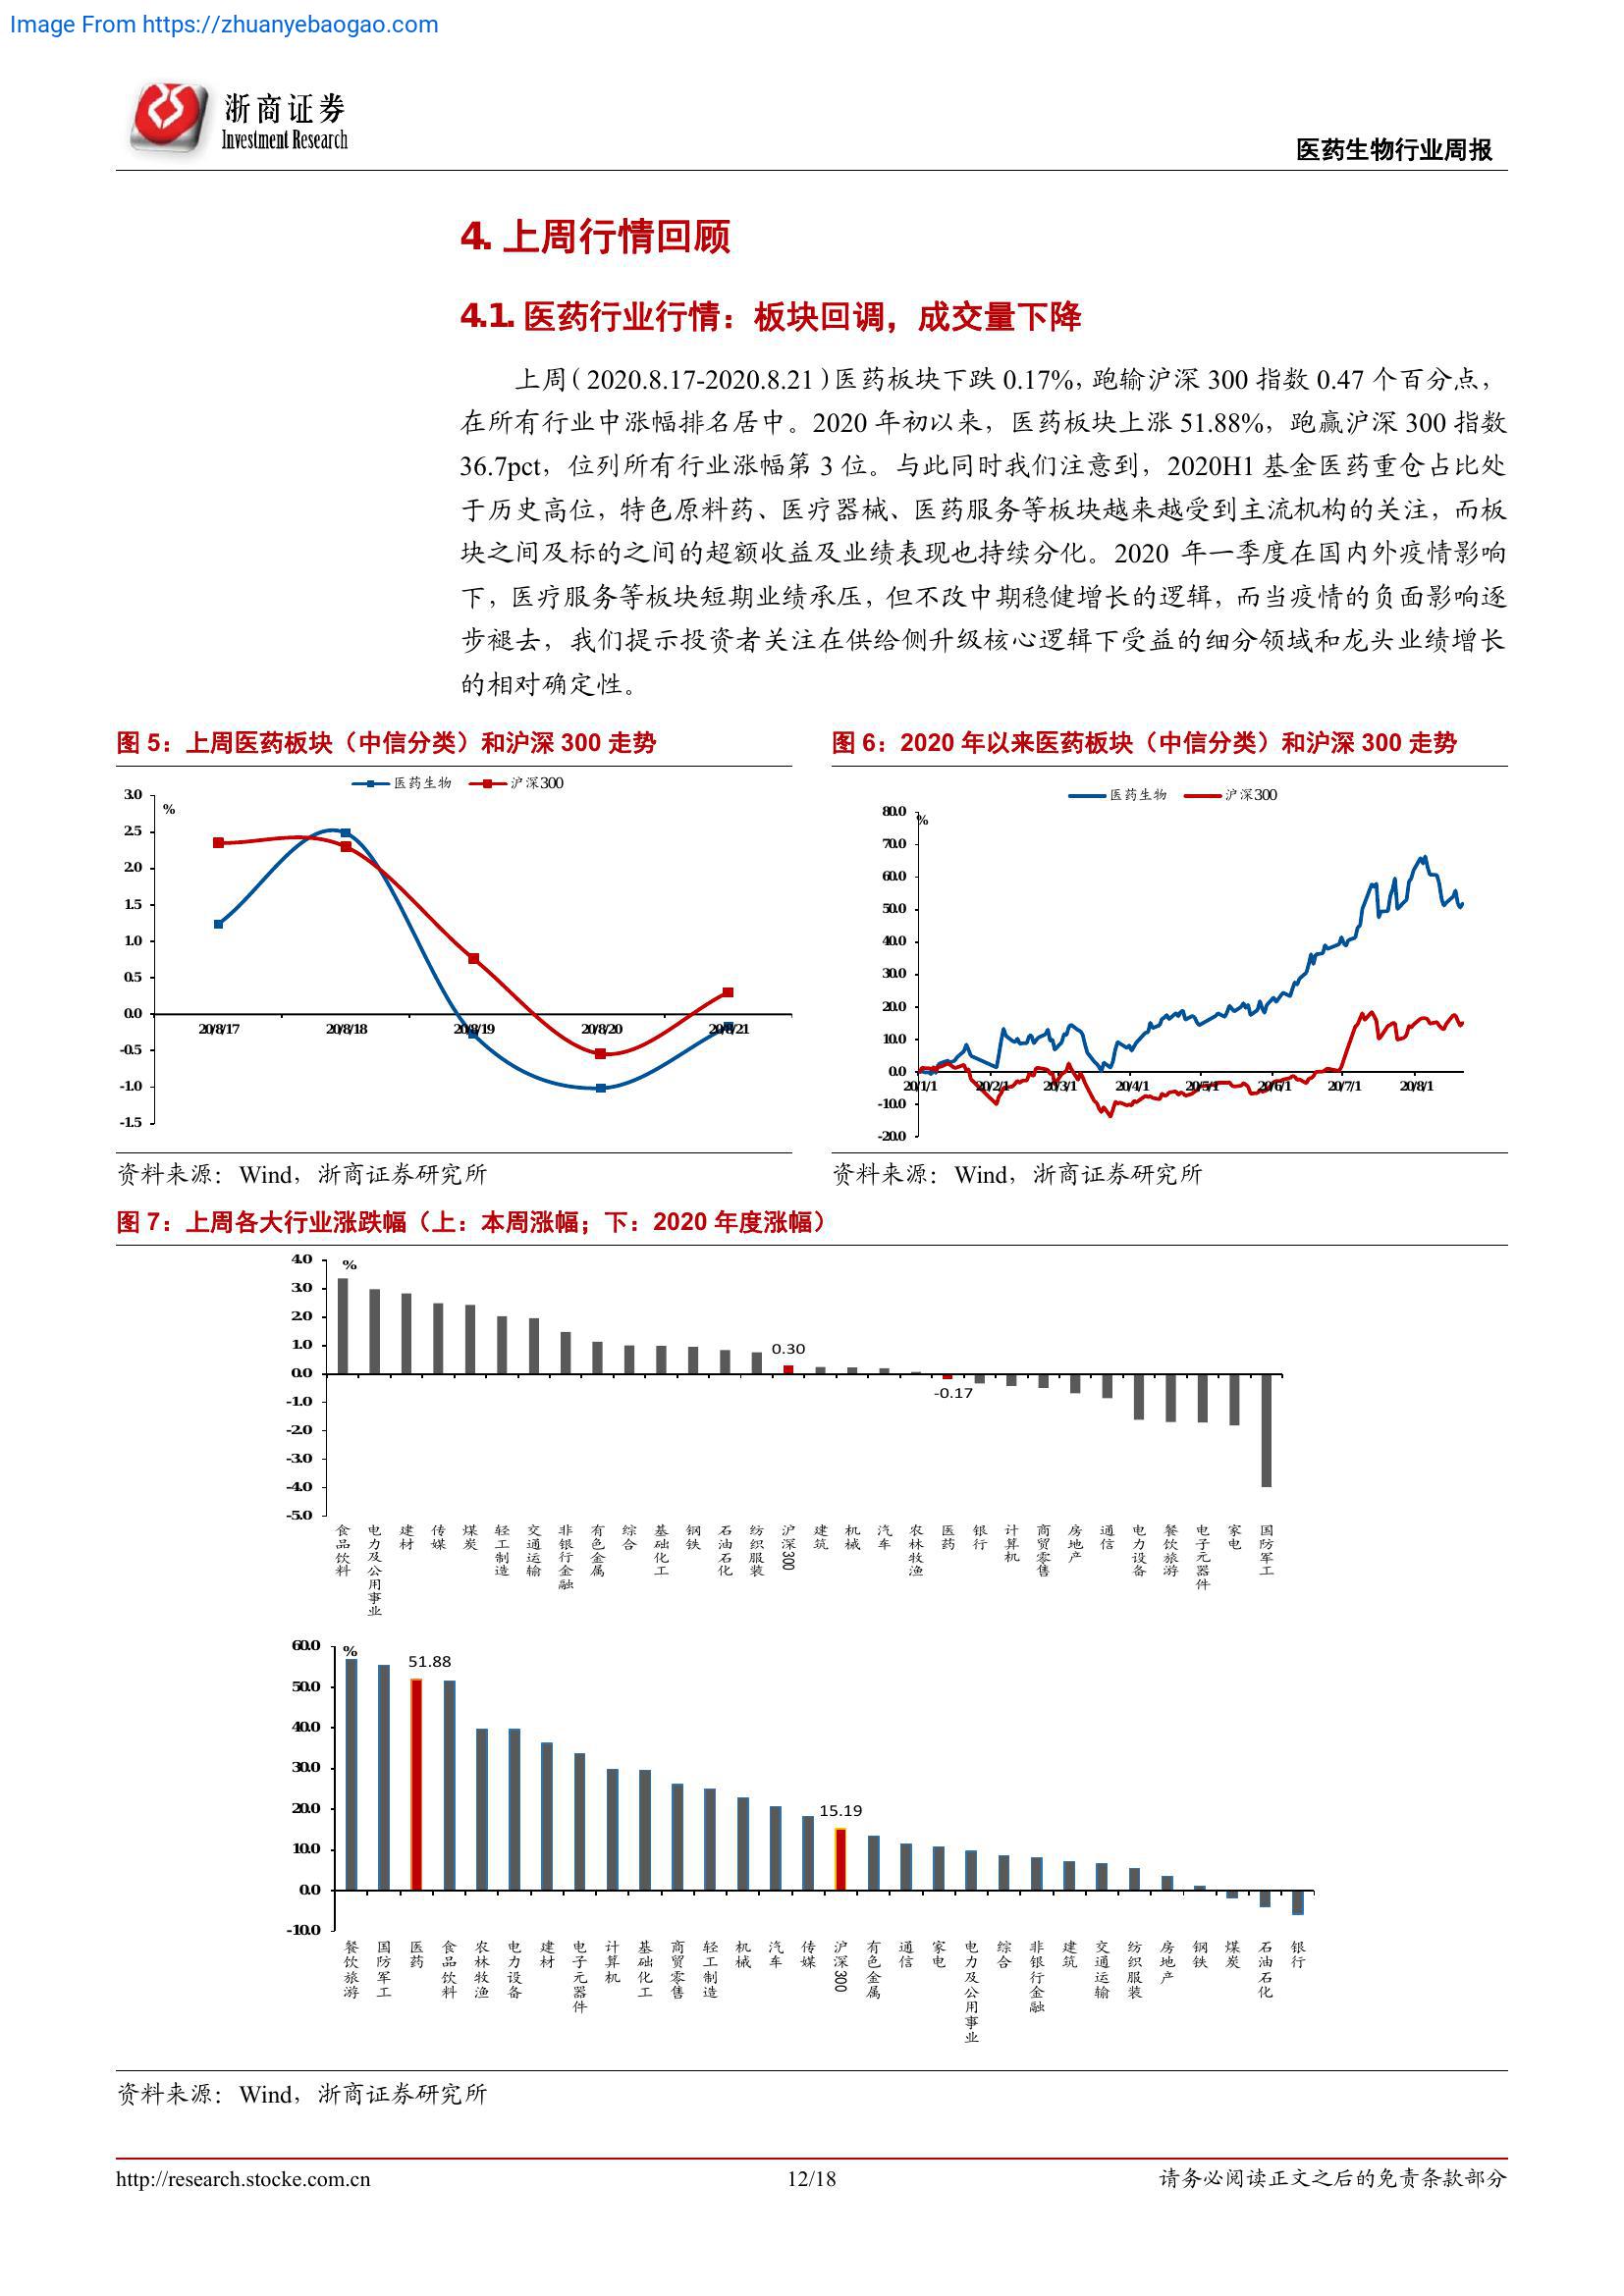 Image From https://zhuanyebaogao.com
浙商证券
Investment Research
医药生物行业周报
4. 上周行情回顾
4.1. 医药行业行情：板块回调，成交量下降
上周（2020.8.17-2020.8.21）医药板块下跌 0.17%，跑输沪深 300 指数 0.47 个百分点，
在所有行业中涨幅排名居中。2020 年初以来，医药板块上涨 51.88%，跑赢沪深 300 指数
36.7pct，位列所有行业涨幅第 3 位。与此同时我们注意到，2020H1 基金医药重仓占比处
于历史高位，特色原料药、医疗器械、医药服务等板块越来越受到主流机构的关注，而板
块之间及标的之间的超额收益及业绩表现也持续分化。2020 年一季度在国内外疫情影响
下，医疗服务等板块短期业绩承压，但不改中期稳健增长的逻辑，而当疫情的负面影响逐
步褪去，我们提示投资者关注在供给侧升级核心逻辑下受益的细分领域和龙头业绩增长
的相对确定性。
图 5：上周医药板块（中信分类）和沪深 300 走势
医药生物 沪深300
%
3.0
2.5
2.0
1.5
1.0
0.5
0.0
-0.5
-1.0
-1.5
20/8/17 20/8/18 20/8/19 20/8/20 20/8/21
资料来源：Wind，浙商证券研究所
图 6：2020 年以来医药板块（中信分类）和沪深 300 走势
医药生物 沪深300
%
80.0
70.0
60.0
50.0
40.0
30.0
20.0
10.0
0.0
-10.0
-20.0
20/1/1 20/2/1 20/3/1 20/4/1 20/5/1 20/6/1 20/7/1 20/8/1
资料来源：Wind，浙商证券研究所
图 7：上周各大行业涨跌幅（上：本周涨幅；下：2020 年度涨幅）
%
4.0
3.0
2.0
1.0
0.0
-1.0
-2.0
-3.0
-4.0
-5.0
0.30
-0.17
食品饮料 电力及公用事业 建材 传媒 煤炭 轻工制造 交通运输 非银行金融 有色金属 综合 基础化工 钢铁 石油石化 纺织服装 沪深300 建筑 机械 汽车 农林牧渔 医药 银行 计算机 商贸零售 房地产 通信 电力设备 餐饮旅游 电子元器件 家电 国防军工
%
60.0
50.0
40.0
30.0
20.0
10.0
0.0
-10.0
51.88
15.19
餐饮旅游 国防军工 医药 食品饮料 农林牧渔 电力设备 建材 电子元器件 计算机 基础化工 商贸零售 轻工制造 机械 汽车 传媒 沪深300 有色金属 通信 家电 电力及公用事业 综合 非银行金融 建筑 交通运输 纺织服装 房地产 钢铁 煤炭 石油石化 银行
资料来源：Wind，浙商证券研究所
http://research.stocke.com.cn
12/18
请务必阅读正文之后的免责条款部分